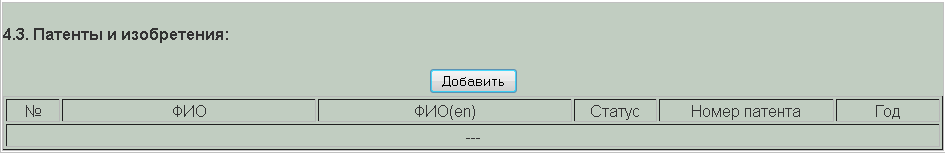 4.3. Патенты и изобретения:
Добавить
№ ФИО ФИО(en) Статус Номер патента Год
---